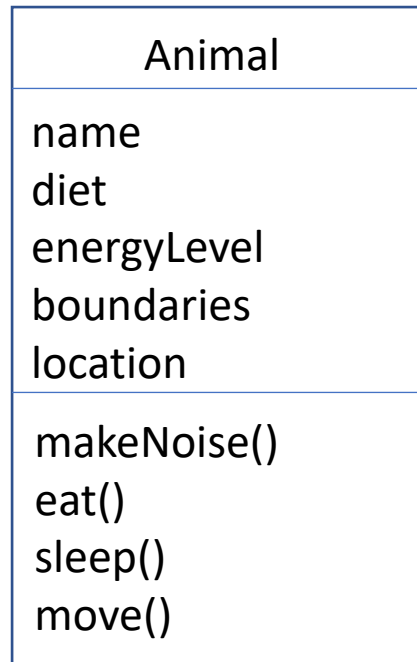 Animal
name
diet
energyLevel
boundaries
location
makeNoise()
eat()
sleep()
move()